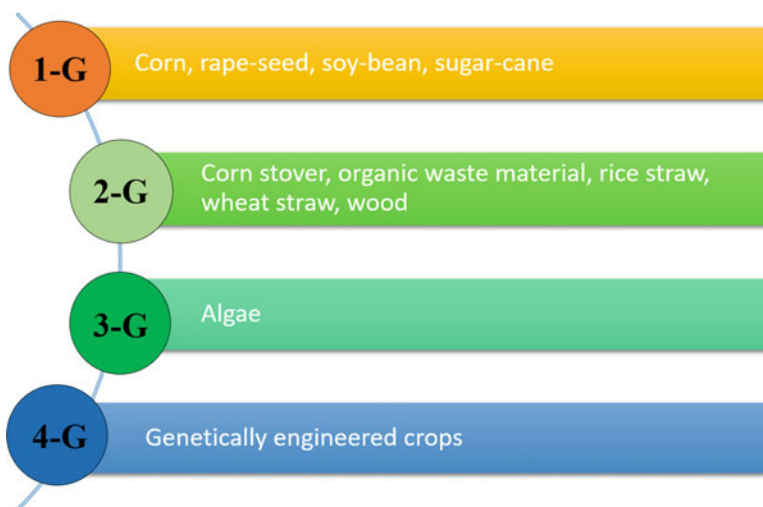 1-G
Corn, rape-seed, soy-bean, sugar-cane
2-G
Corn stover, organic waste material, rice straw,
wheat straw, wood
3-G
Algae
4-G
Genetically engineered crops